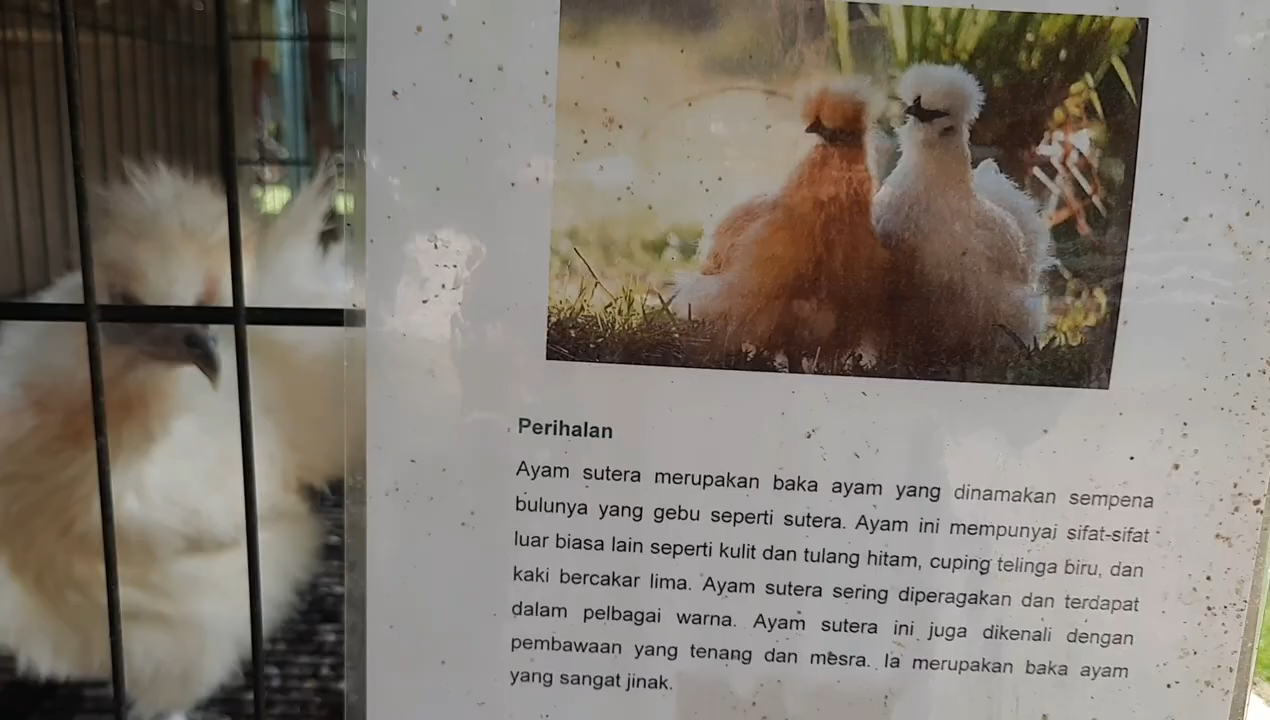 Perihalan
Ayam sutera merupakan baka ayam yang dinamakan sempena
bulunya yang gebu seperti sutera. Ayam ini mempunyai sifat-sifat
luar biasa lain seperti kulit dan tulang hitam, cuping telinga biru, dan
kaki bercakar lima. Ayam sutera sering diperagakan dan terdapat
dalam pelbagai warna. Ayam sutera ini juga dikenali dengan
pembawaan yang tenang dan mesra. Ia merupakan baka ayam
yang sangat jinak.